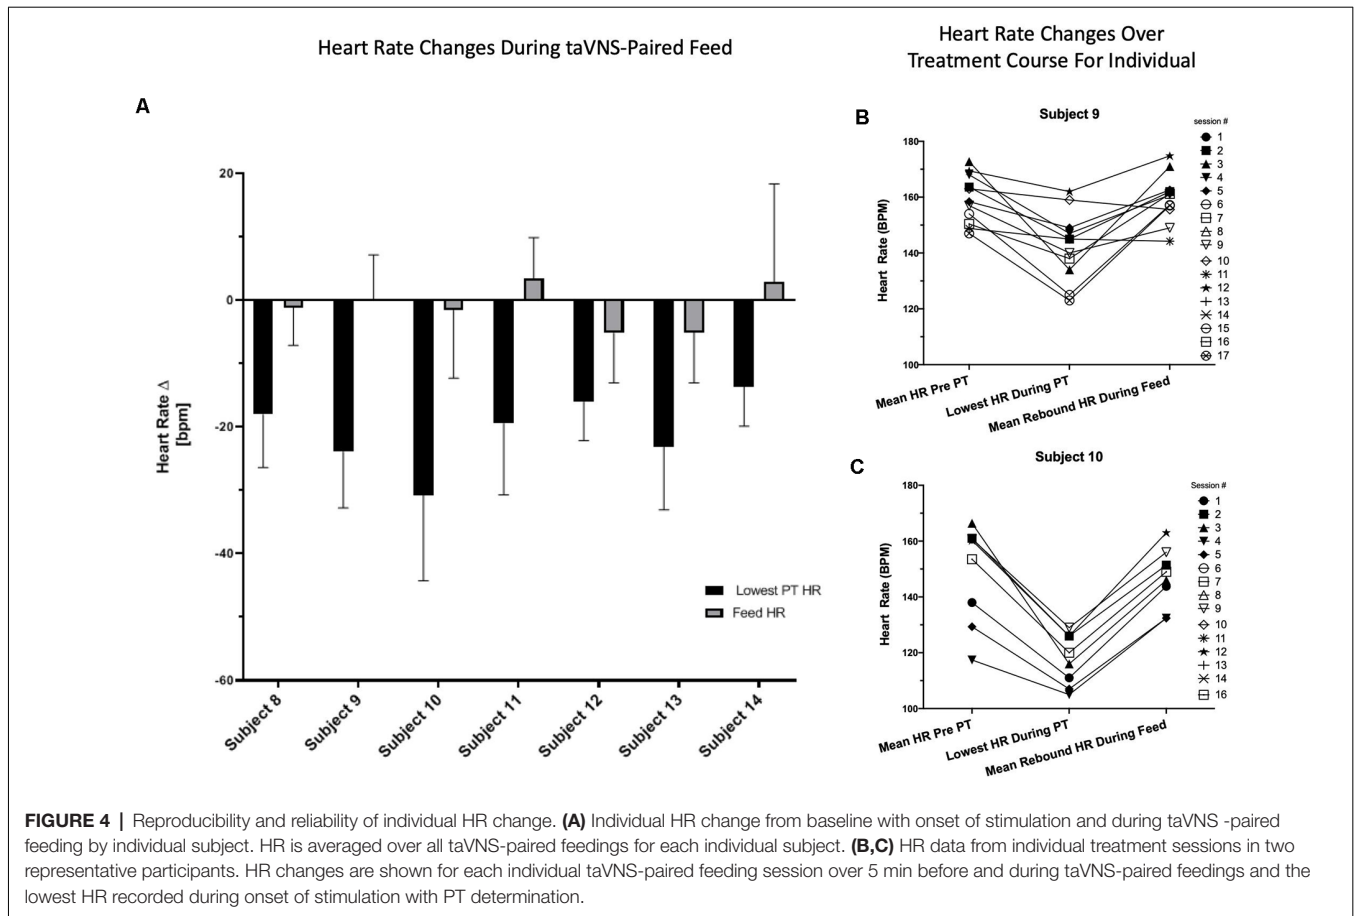 Heart Rate Changes During taVNS-Paired Feed
Heart Rate Changes Over
Treatment Course For Individual
A
20
0
-20
-40
-60
Heart Rate Δ
[bpm]
Lowest PT HR
Feed HR
Subject 8
Subject 9
Subject 10
Subject 11
Subject 12
Subject 13
Subject 14
B
Subject 9
180
160
140
120
100
Heart Rate (BPM)
Mean HR Pre PT
Lowest HR During PT
Mean Rebound HR During Feed
session #
1
2
3
4
5
6
7
8
9
10
11
12
13
14
15
16
17
C
Subject 10
180
160
140
120
100
Heart Rate (BPM)
Mean HR Pre PT
Lowest HR During PT
Mean Rebound HR During Feed
Session #
1
2
3
4
5
6
7
8
9
10
11
12
13
14
16
FIGURE 4 | Reproducibility and reliability of individual HR change. (A) Individual HR change from baseline with onset of stimulation and during taVNS -paired
feeding by individual subject. HR is averaged over all taVNS-paired feedings for each individual subject. (B,C) HR data from individual treatment sessions in two
representative participants. HR changes are shown for each individual taVNS-paired feeding session over 5 min before and during taVNS-paired feedings and the
lowest HR recorded during onset of stimulation with PT determination.